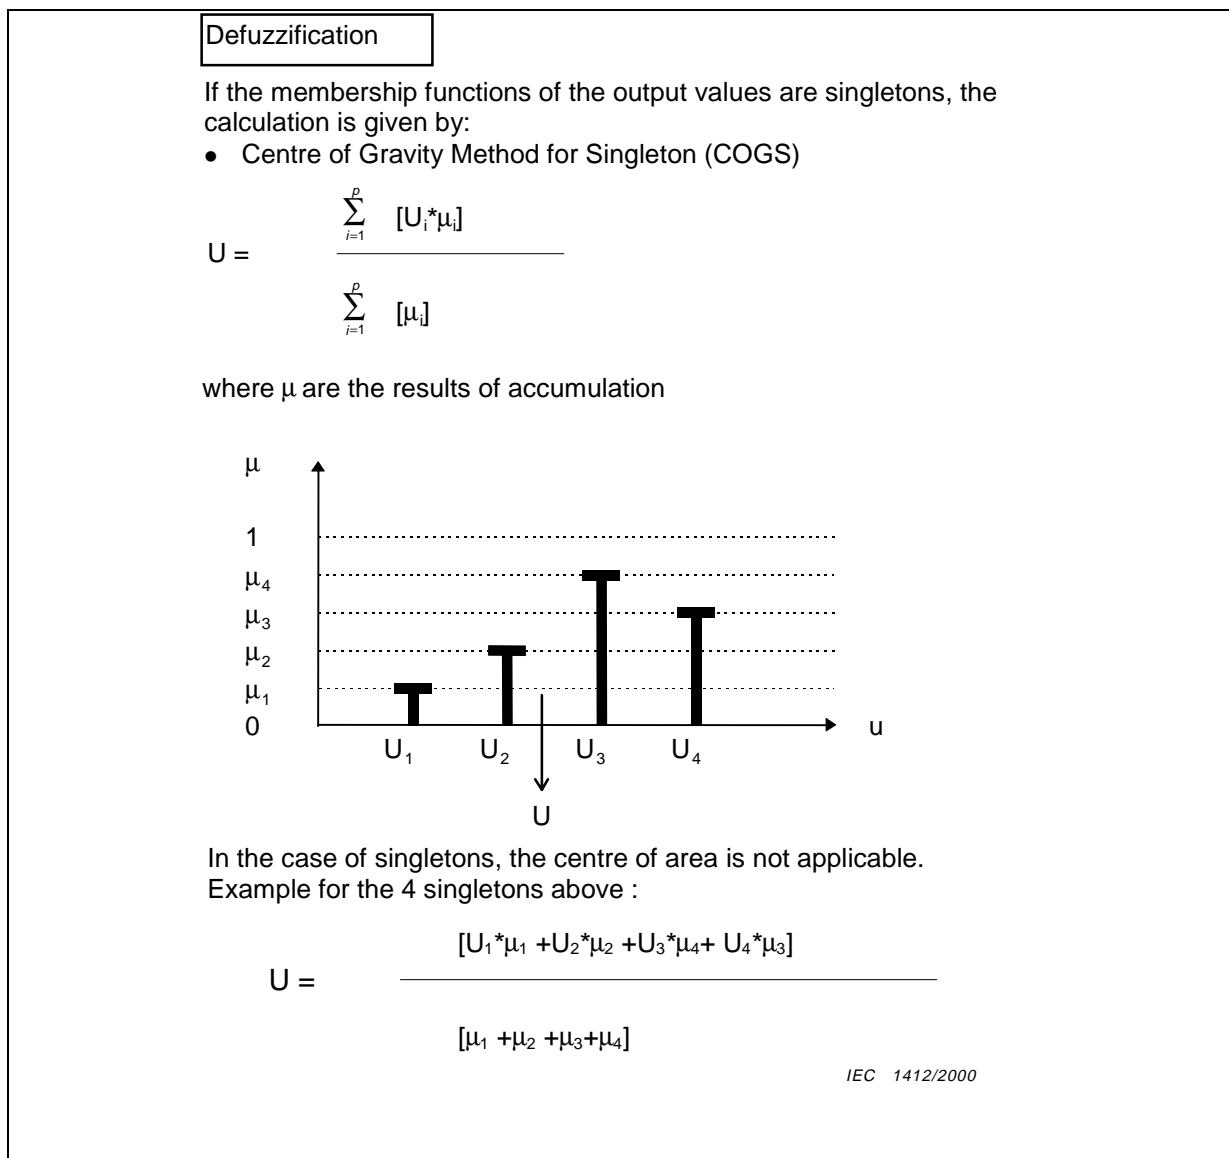 Defuzzification
If the membership functions of the output values are singletons, the
calculation is given by:
• Centre of Gravity Method for Singleton (COGS)
p
∑ [Uᵢ*μᵢ]
i=1
U =
p
∑ [μᵢ]
i=1
where μ are the results of accumulation
μ
1
μ₄
μ₃
μ₂
μ₁
0
u
U₁ U₂ U₃ U₄
U
In the case of singletons, the centre of area is not applicable.
Example for the 4 singletons above :
[U₁*μ₁ +U₂*μ₂ +U₃*μ₄+ U₄*μ₃]
U =
[μ₁ +μ₂ +μ₃+μ₄]
IEC 1412/2000